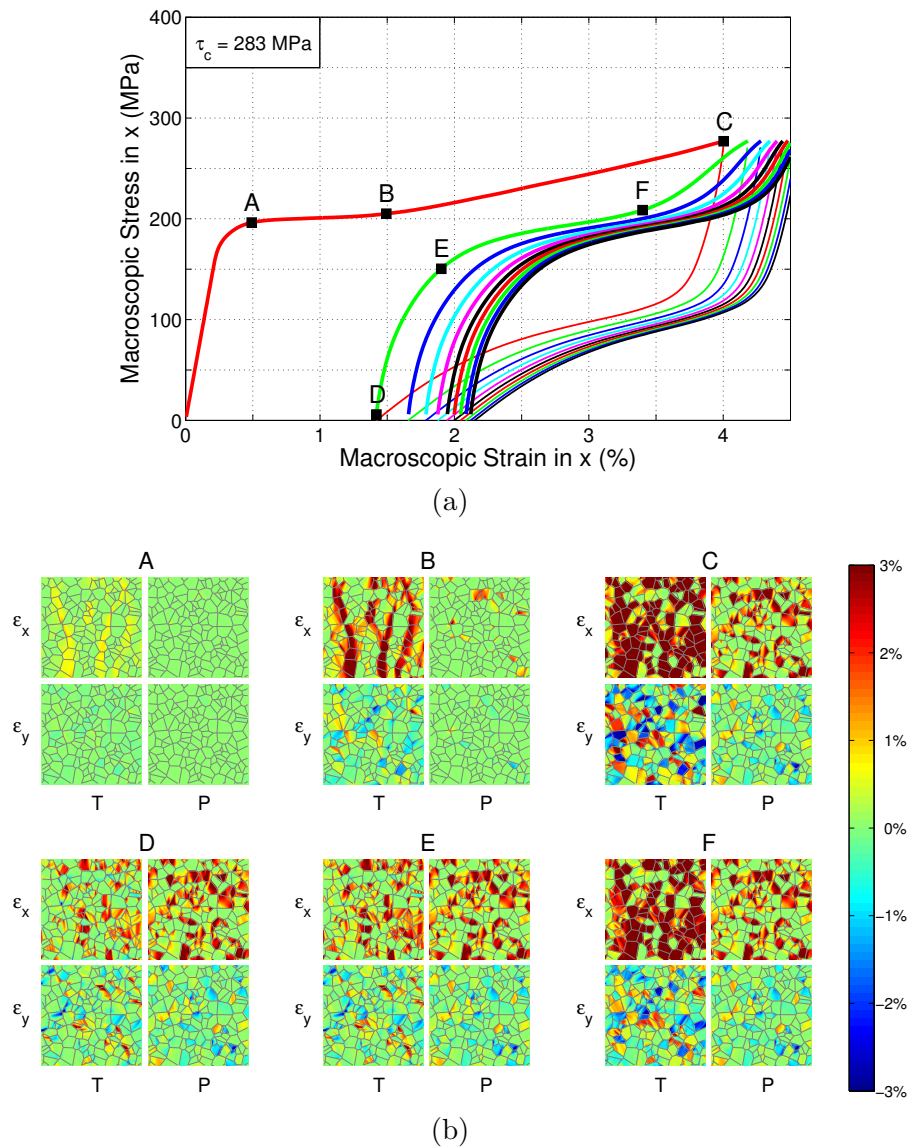 400
τc = 283 MPa
300
200
100
0
Macroscopic Stress in x (MPa)
A
B
C
D
E
F
0
1
2
3
4
Macroscopic Strain in x (%)
(a)
A
B
C
εx
εx
εx
εy
εy
εy
T
P
T
P
T
P
D
E
F
εx
εx
εx
εy
εy
εy
T
P
T
P
T
P
3%
2%
1%
0%
−1%
−2%
−3%
(b)